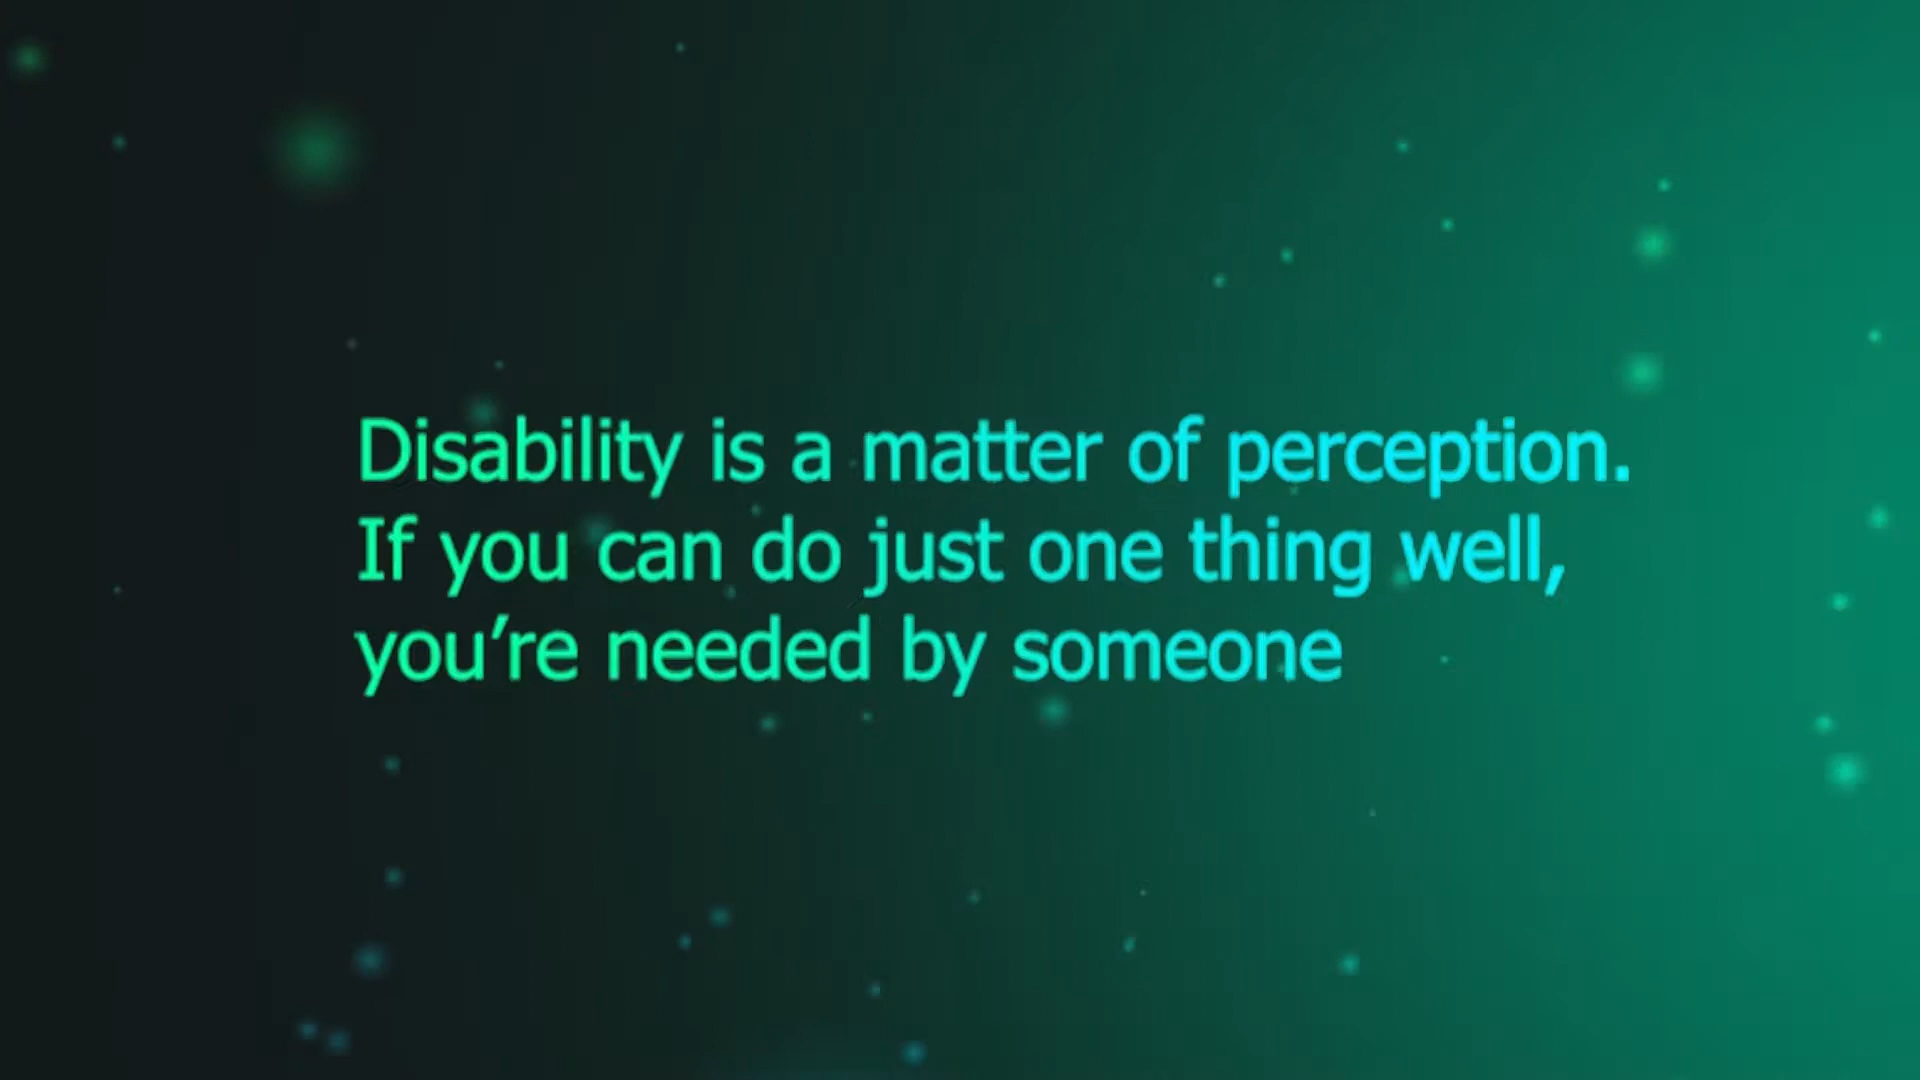 Disability is a matter of perception.
If you can do just one thing well,
you’re needed by someone